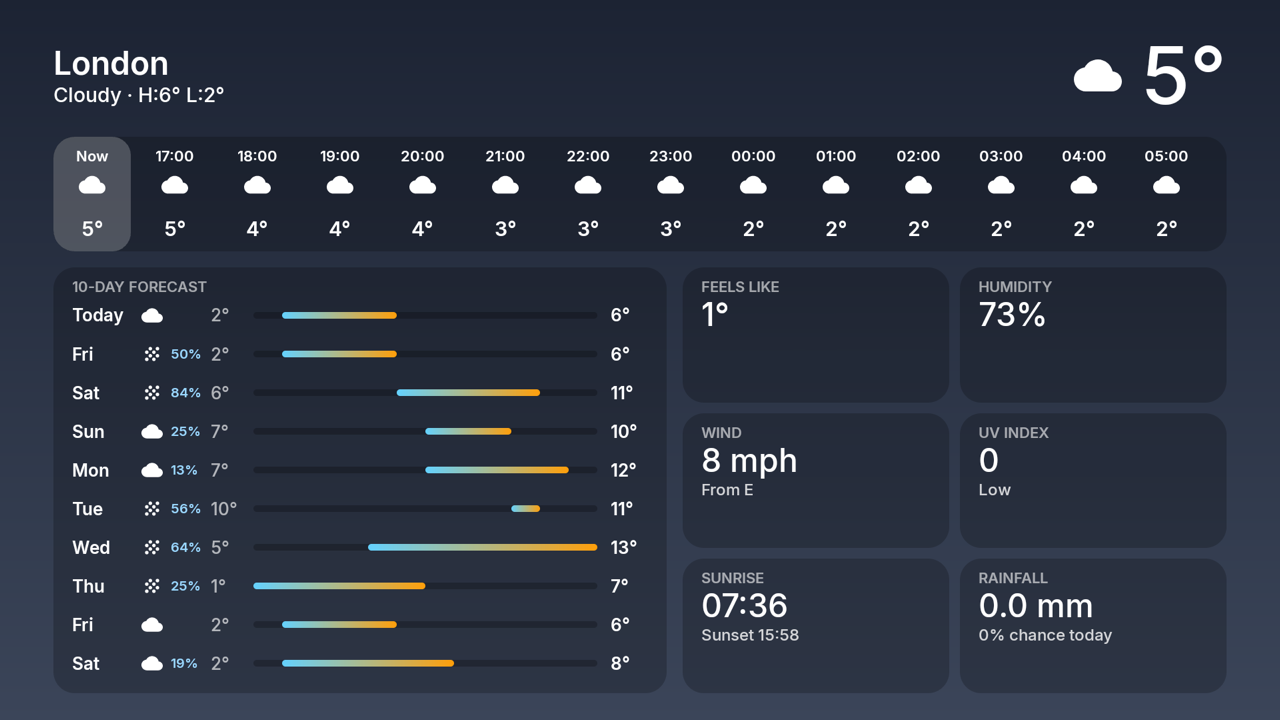 London
Cloudy · H:6° L:2°
5°
Now 17:00 18:00 19:00 20:00 21:00 22:00 23:00 00:00 01:00 02:00 03:00 04:00 05:00
5° 5° 4° 4° 4° 3° 3° 3° 2° 2° 2° 2° 2° 2°
10-DAY FORECAST
Today 2° 6°
Fri 50% 2° 6°
Sat 84% 6° 11°
Sun 25% 7° 10°
Mon 13% 7° 12°
Tue 56% 10° 11°
Wed 64% 5° 13°
Thu 25% 1° 7°
Fri 2° 6°
Sat 19% 2° 8°
FEELS LIKE
1°
HUMIDITY
73%
WIND
8 mph
From E
UV INDEX
0
Low
SUNRISE
07:36
Sunset 15:58
RAINFALL
0.0 mm
0% chance today